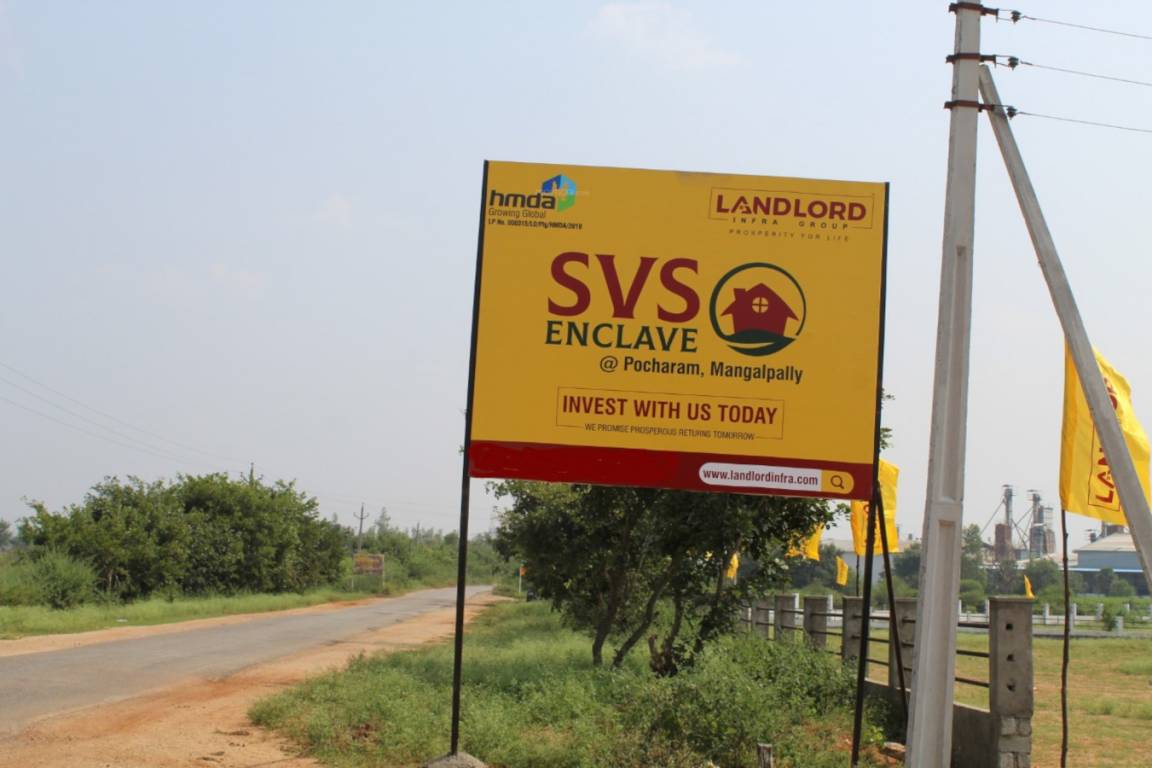 hmda
Growing Global
LANDLORD
INFRA GROUP
PROSPERITY FOR LIFE
SVS
ENCLAVE
@ Pocharam, Mangalpally
INVEST WITH US TODAY
WE PROMISE PROSPEROUS RETURNS TOMORROW
www.landlordinfra.com